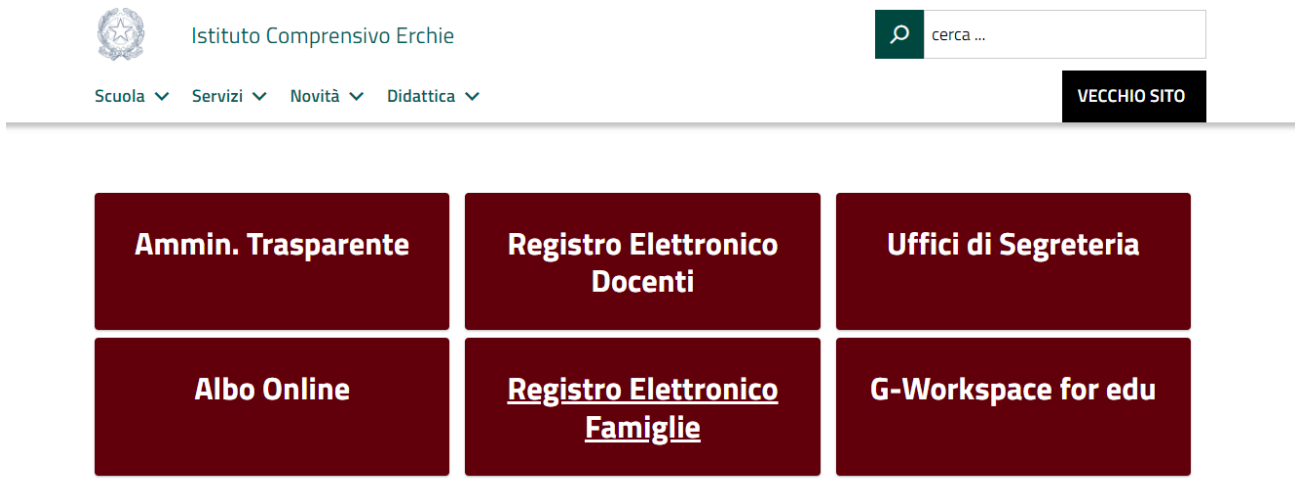 Istituto Comprensivo Erchie
cerca ...
Scuola Servizi Novità Didattica
VECCHIO SITO
Ammin. Trasparente
Registro Elettronico
Docenti
Uffici di Segreteria
Albo Online
Registro Elettronico
Famiglie
G-Workspace for edu